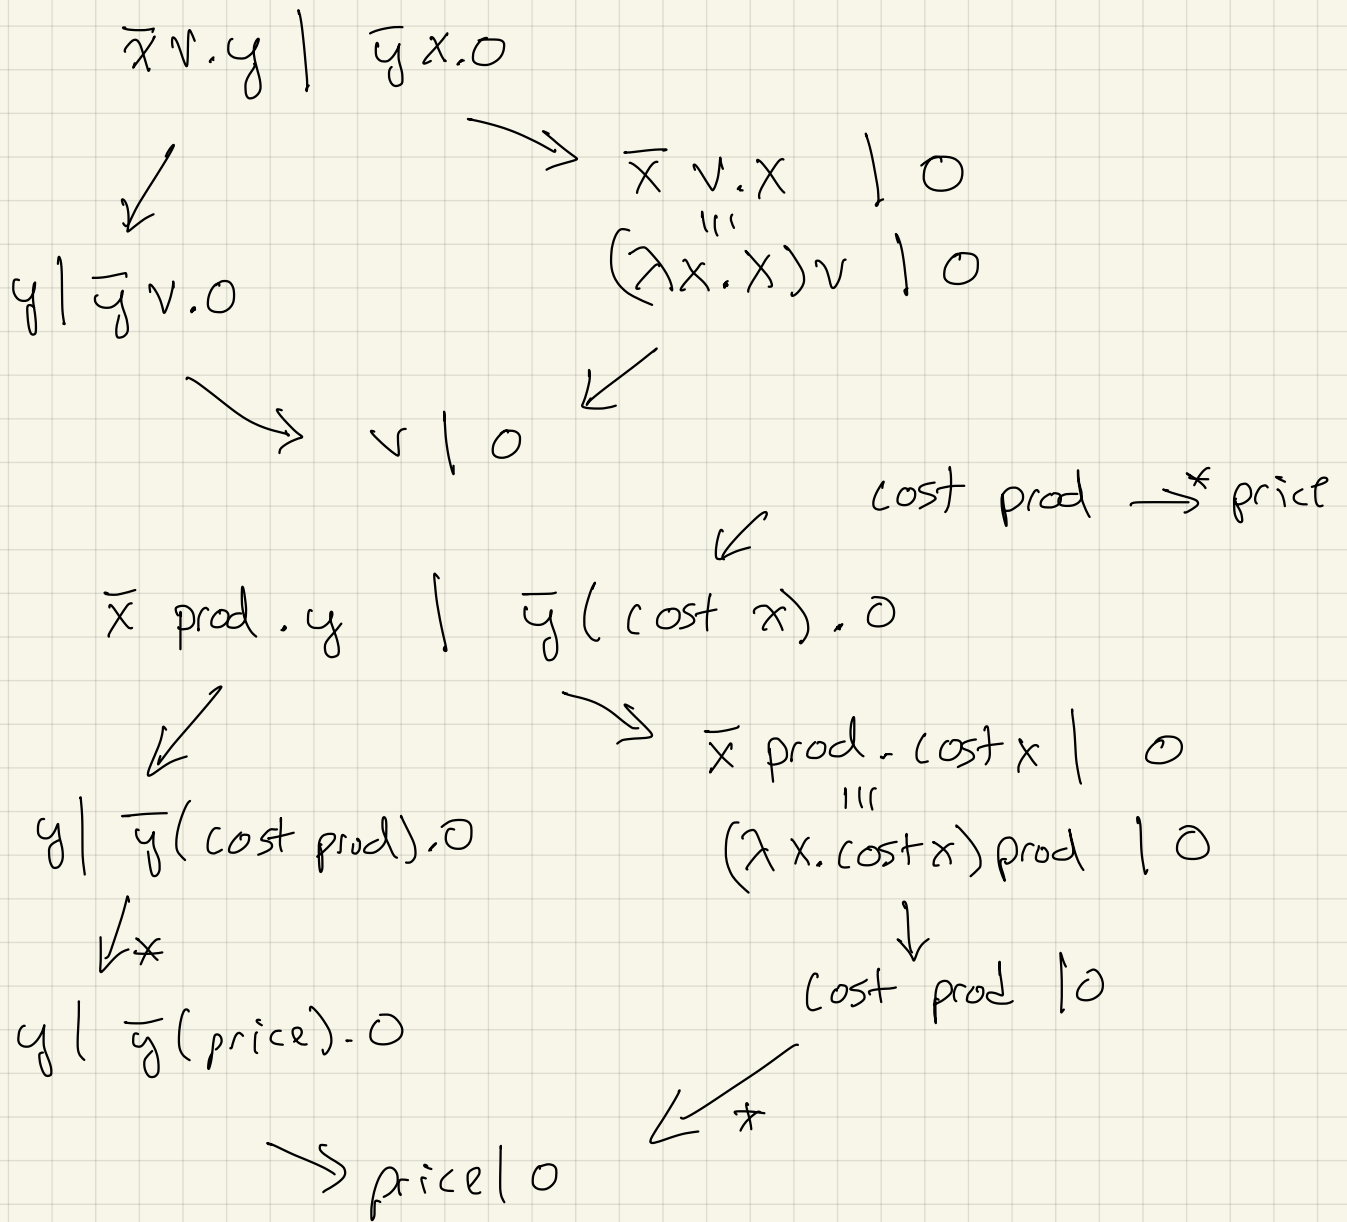 x̅ v.y | y̅ x.0
x̅ v.x | 0
≡
(λx.x)v | 0
y | y̅ v.0
v | 0
cost prod →* price
x̅ prod.y | y̅(cost x).0
x̅ prod.cost x | 0
≡
y | y̅(cost prod).0
(λx.cost x)prod | 0
*
cost prod | 0
y | y̅(price).0
*
price | 0